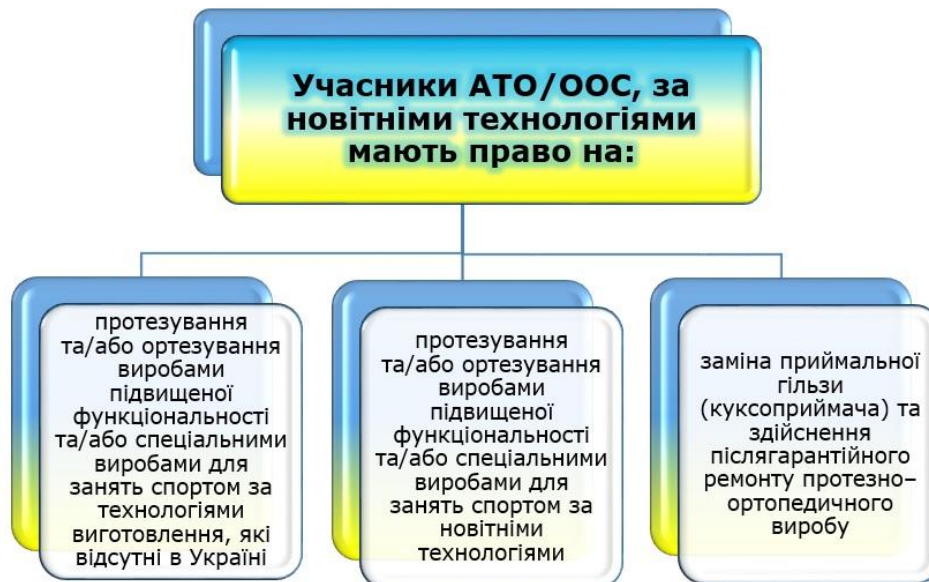 Учасники АТО/ООС, за
новітніми технологіями
мають право на:
протезування
та/або ортезування
виробами
підвищеної
функціональності
та/або спеціальними
виробами для
занять спортом за
технологіями
виготовлення, які
відсутні в Україні
протезування
та/або ортезування
виробами
підвищеної
функціональності
та/або спеціальними
виробами для
занять спортом за
новітніми
технологіями
заміна приймальної
гільзи
(куксоприймача) та
здійснення
післягарантійного
ремонту протезно–
ортопедичного
виробу